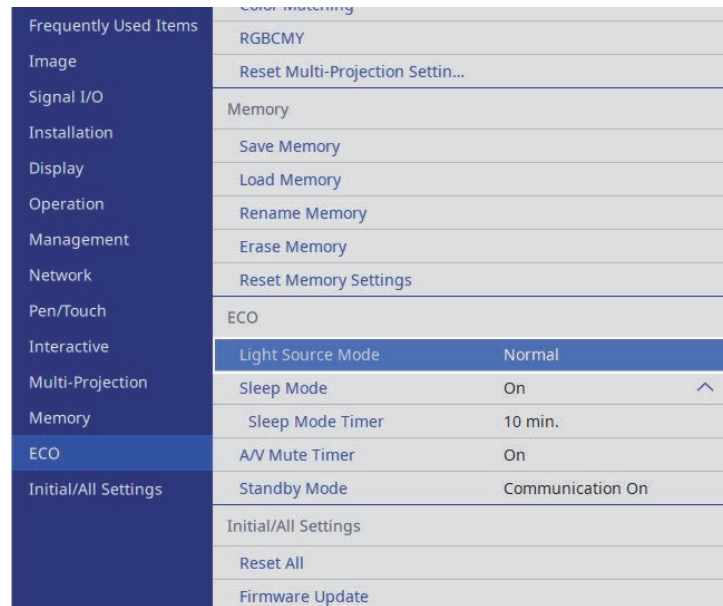 Frequently Used Items
Image
Signal I/O
Installation
Display
Operation
Management
Network
Pen/Touch
Interactive
Multi-Projection
Memory
ECO
Initial/All Settings
Color Matching
RGBCMY
Reset Multi-Projection Settin...
Memory
Save Memory
Load Memory
Rename Memory
Erase Memory
Reset Memory Settings
ECO
Light Source Mode Normal
Sleep Mode On
Sleep Mode Timer 10 min.
A/V Mute Timer On
Standby Mode Communication On
Initial/All Settings
Reset All
Firmware Update